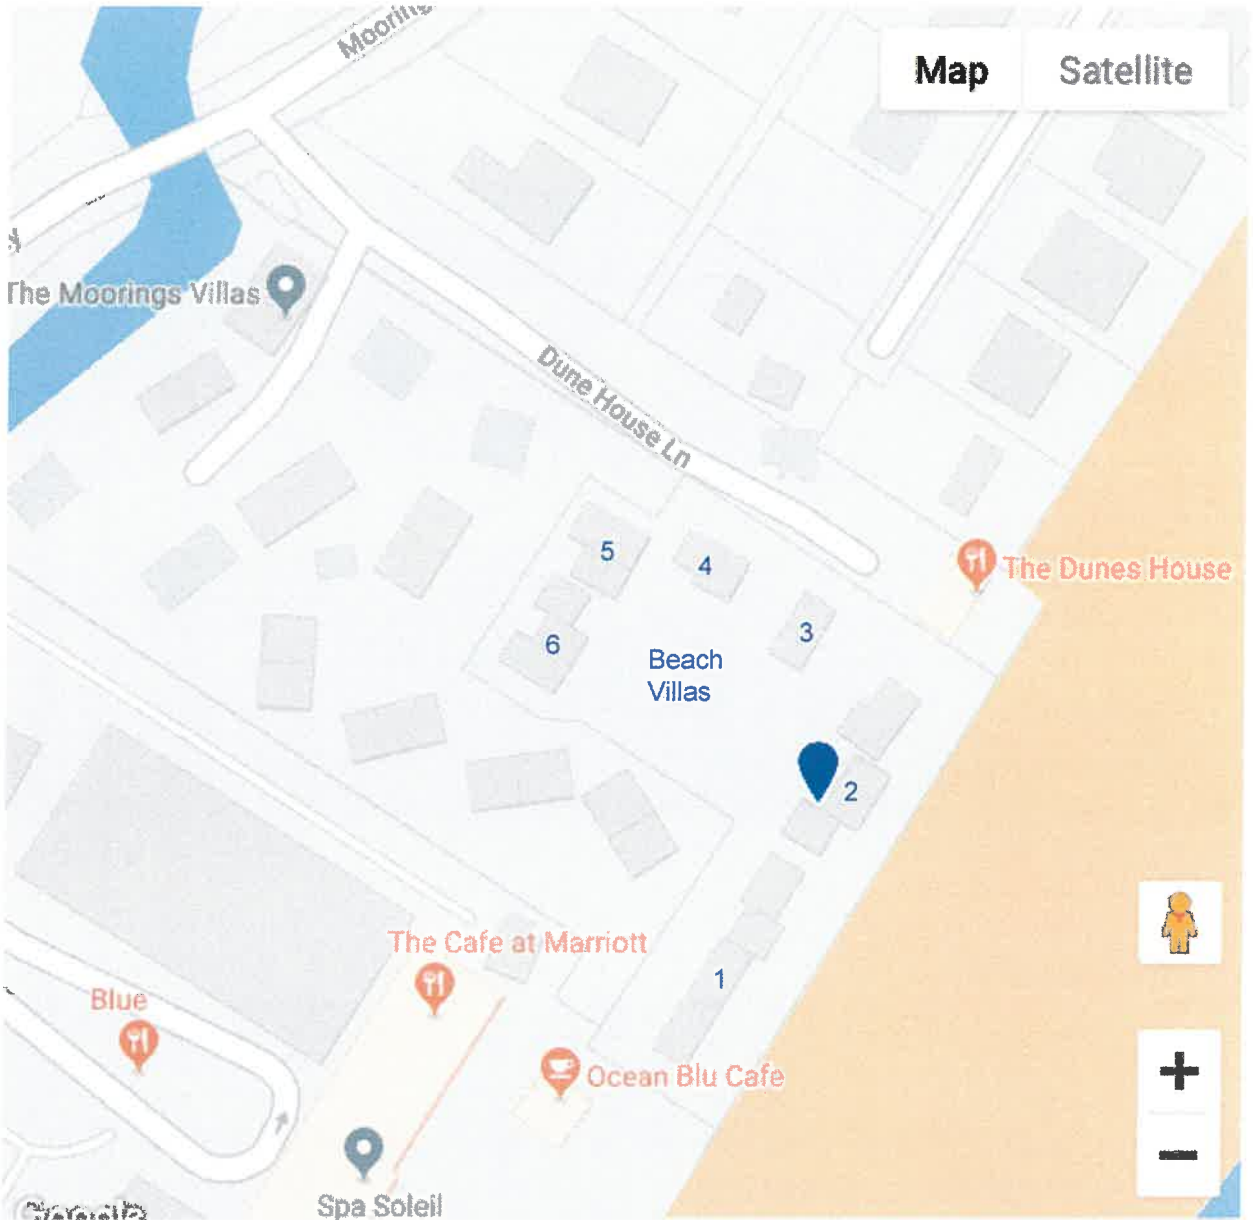 Mooring
Map
Satellite
The Moorings Villas
Dune House Ln
5
4
The Dunes House
3
6
Beach
Villas
2
The Cafe at Marriott
1
Blue
Ocean Blu Cafe
Spa Soleil